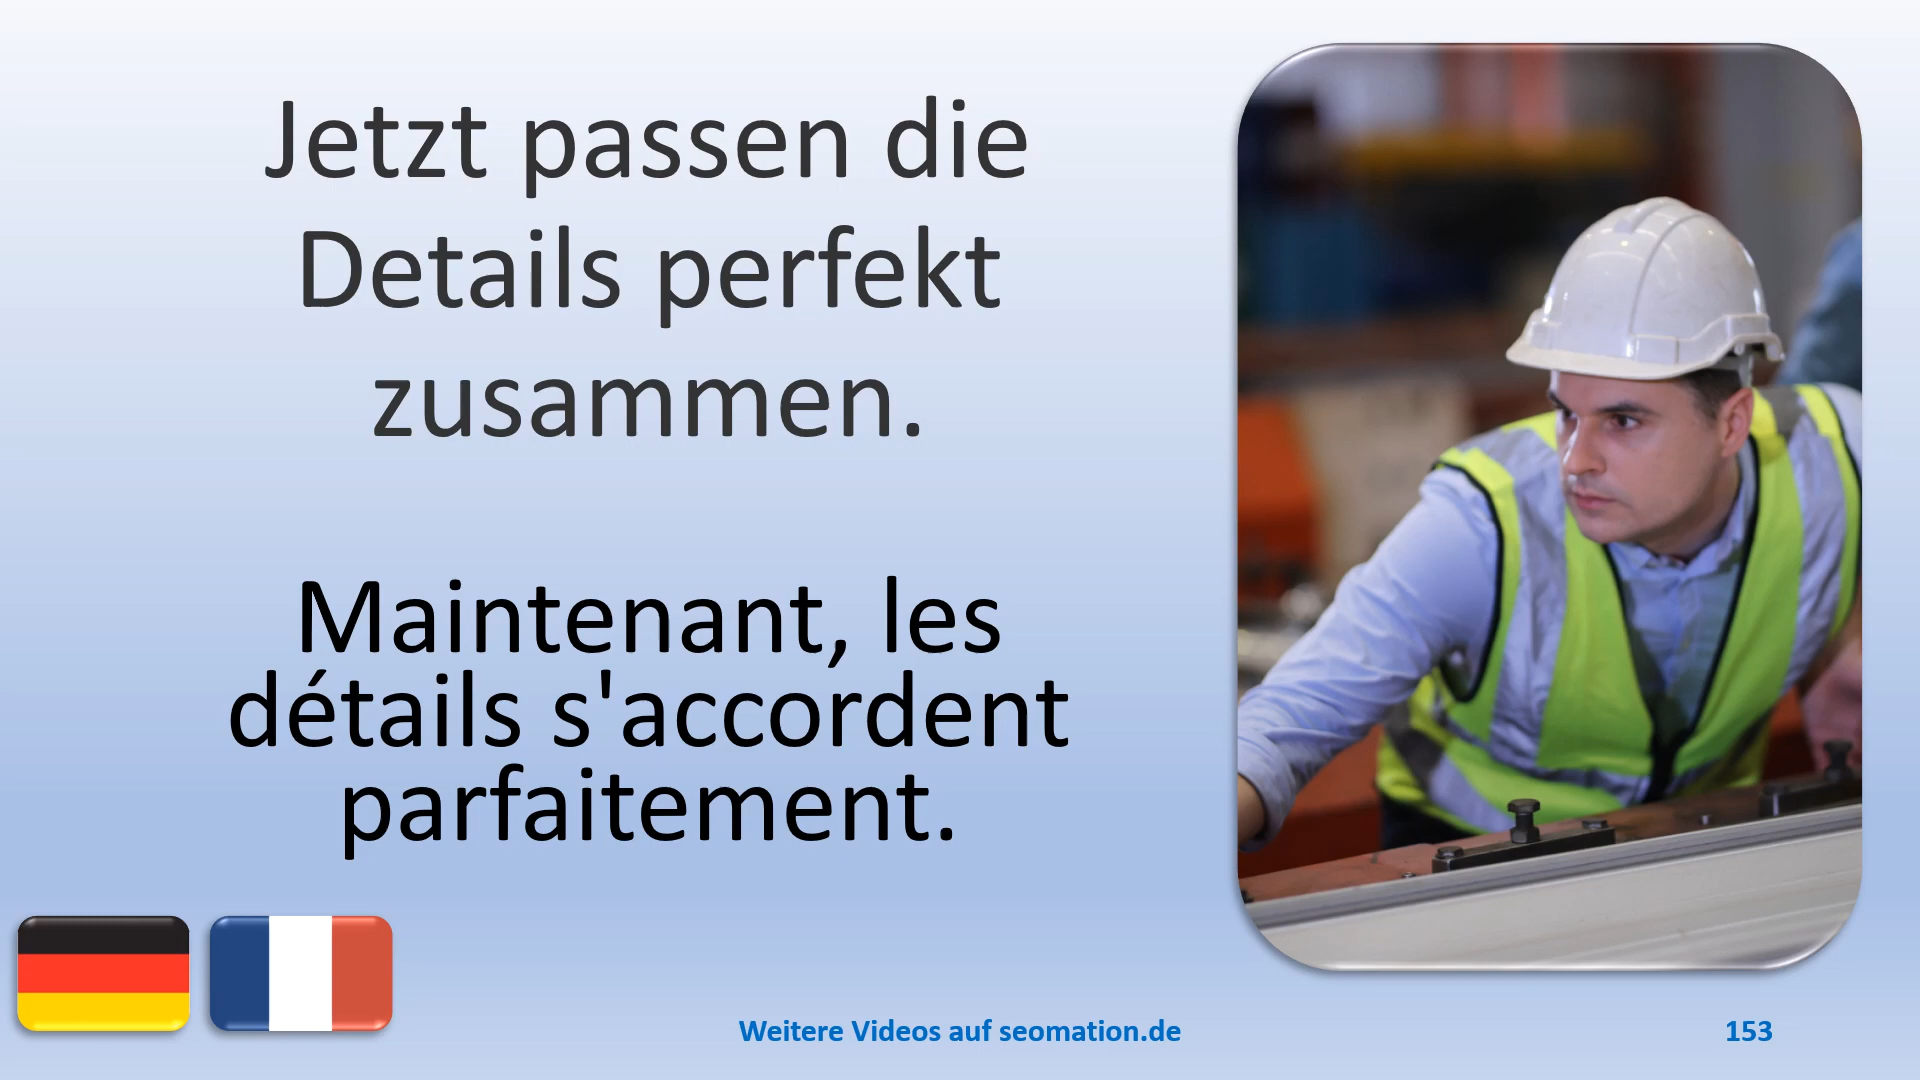 Jetzt passen die
Details perfekt
zusammen.
Maintenant, les
détails s'accordent
parfaitement.
Weitere Videos auf seomation.de
153